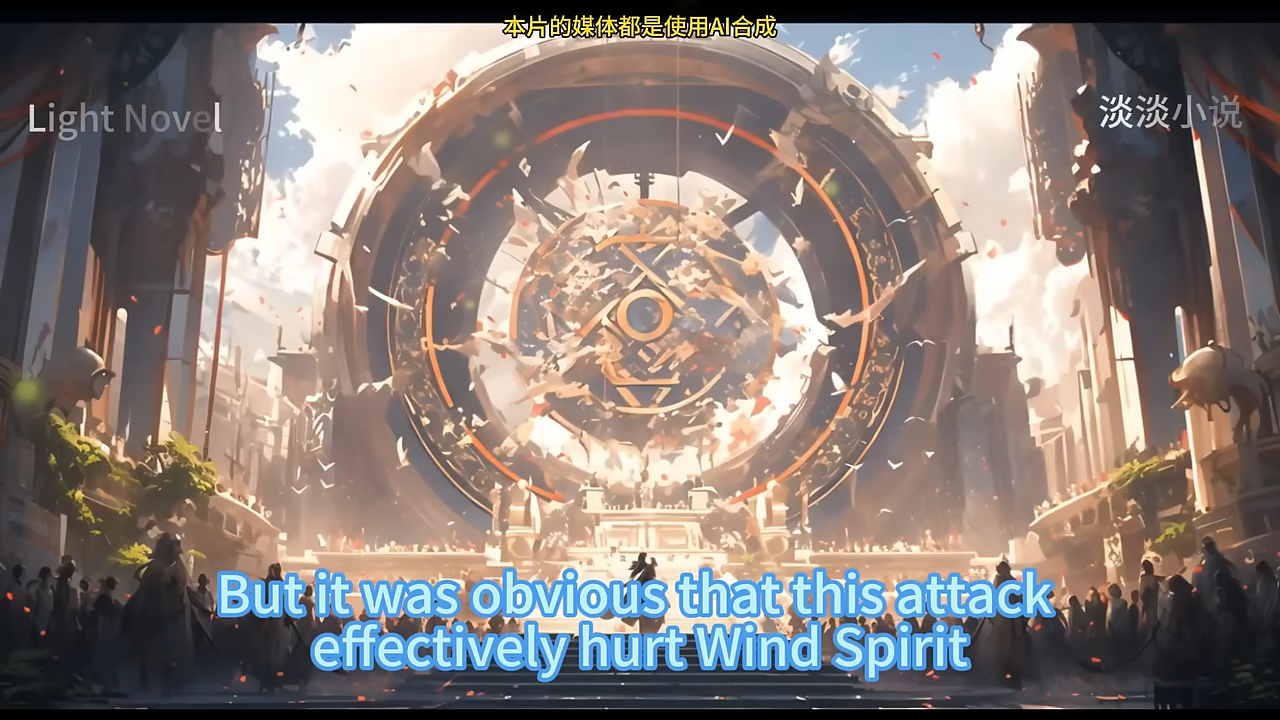 本片的媒体都是使用AI合成
Light Novel
淡淡小说
But it was obvious that this attack
effectively hurt Wind Spirit